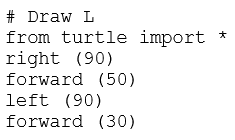 # Draw L
from turtle import *
right (90)
forward (50)
left (90)
forward (30)